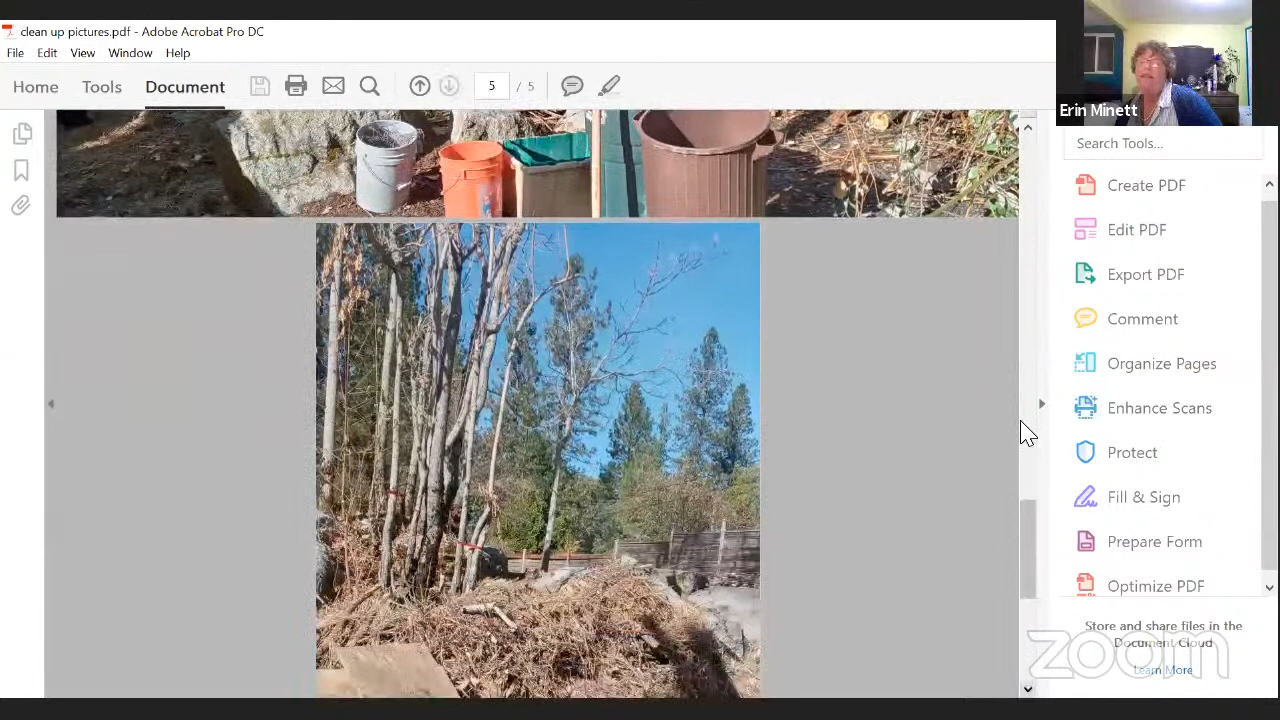 clean up pictures.pdf - Adobe Acrobat Pro DC
File Edit View Window Help
Home Tools Document 5 / 5
Erin Minett
Search Tools...
Create PDF
Edit PDF
Export PDF
Comment
Organize Pages
Enhance Scans
Protect
Fill & Sign
Prepare Form
Optimize PDF
Store and share files in the
Document Cloud
Learn More
zoom